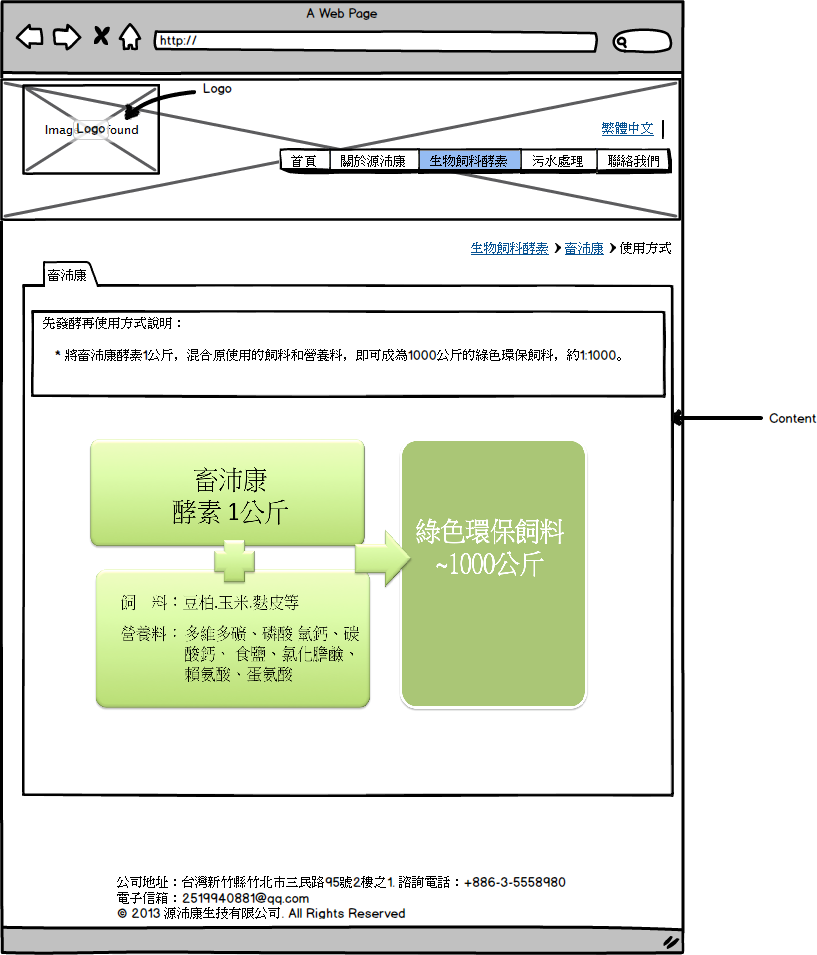 A Web Page
http://
Logo
Logo
繁體中文
首頁
關於源沛康
生物飼料酵素
污水處理
聯絡我們
生物飼料酵素 > 畜沛康 > 使用方式
畜沛康
先發酵再使用方式說明：
* 將畜沛康酵素1公斤，混合原使用的飼料和營養料，即可成為1000公斤的綠色環保飼料，約1:1000。
Content
畜沛康
酵素 1公斤
綠色環保飼料
~1000公斤
飼 料：豆柏.玉米.麩皮等
營養料： 多維多礦、磷酸 氫鈣、碳
酸鈣、 食鹽、氯化膽鹼、
賴氨酸、蛋氨酸
公司地址：台灣新竹縣竹北市三民路95號2樓之1. 諮詢電話：+886-3-5558980
電子信箱：2519940881@qq.com
© 2013 源沛康生技有限公司. All Rights Reserved